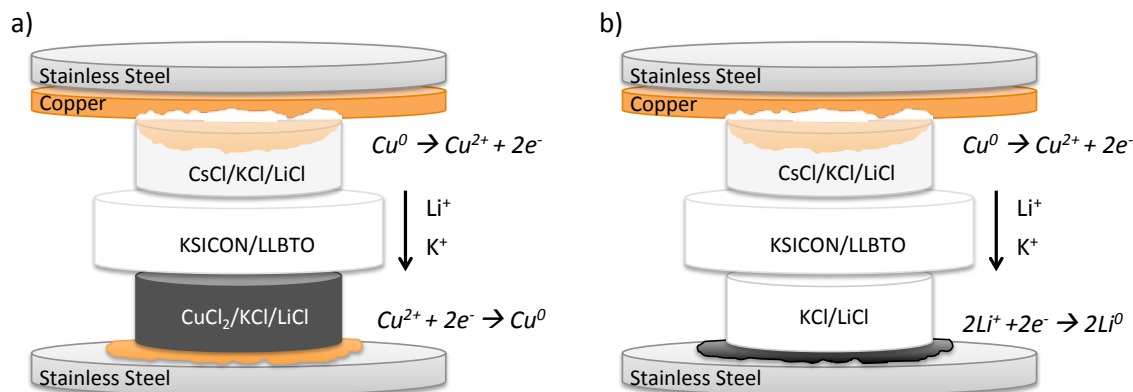 a)
Stainless Steel
Copper
Cu⁰ → Cu²⁺ + 2e⁻
CsCl/KCl/LiCl
Li⁺
KSICON/LLBTO
K⁺
CuCl₂/KCl/LiCl
Cu²⁺ + 2e⁻ → Cu⁰
Stainless Steel
b)
Stainless Steel
Copper
Cu⁰ → Cu²⁺ + 2e⁻
CsCl/KCl/LiCl
Li⁺
KSICON/LLBTO
K⁺
KCl/LiCl
2Li⁺ +2e⁻ → 2Li⁰
Stainless Steel